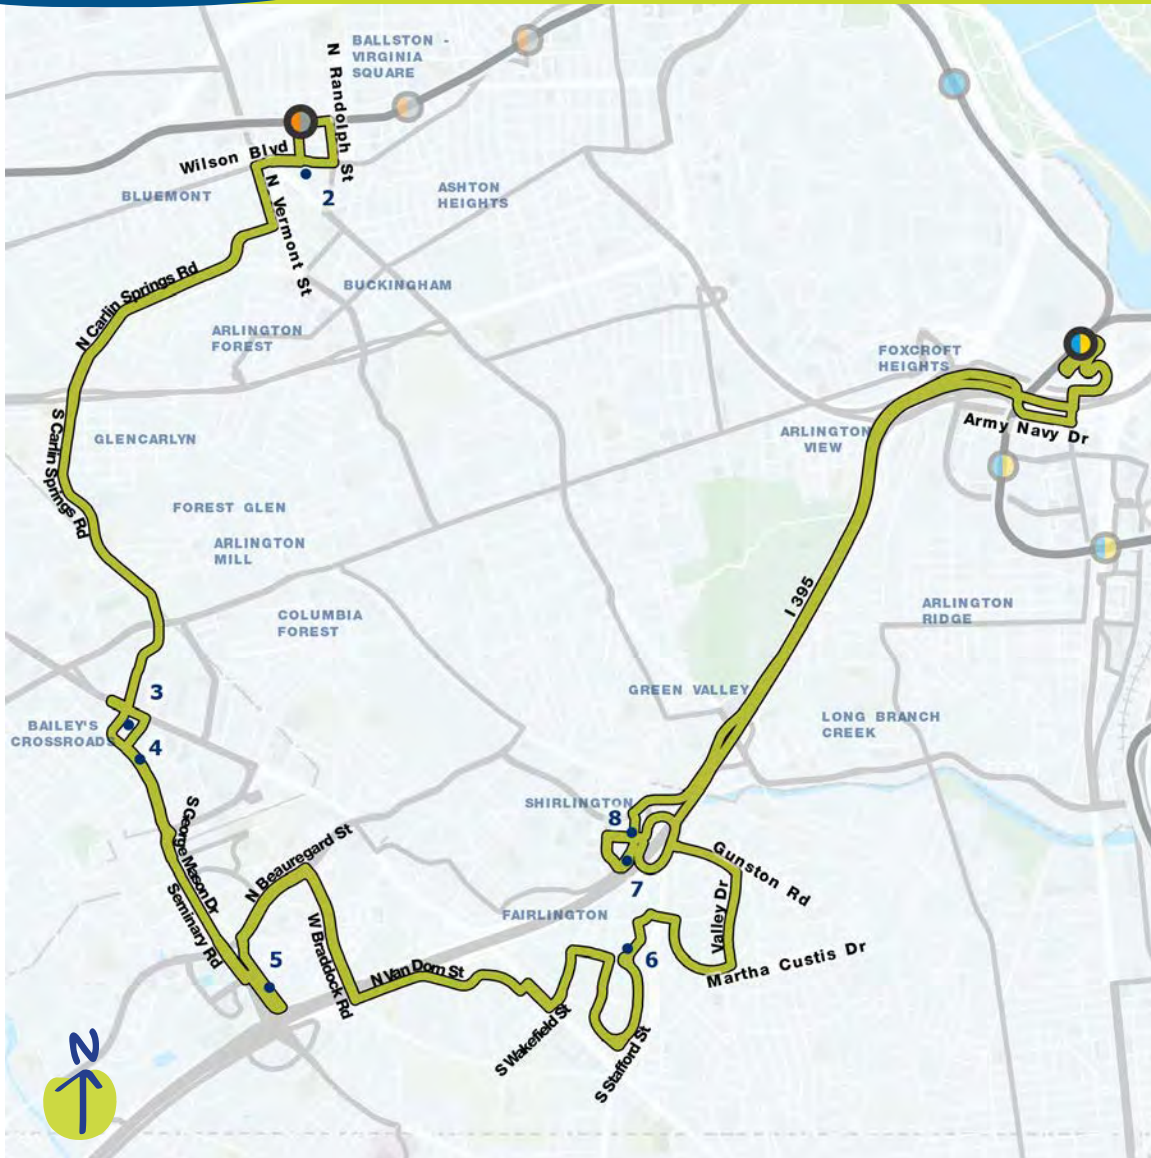 BALLSTON -
VIRGINIA
SQUARE
N Randolph St
Wilson Blvd
2
BLUEMONT
ASHTON
HEIGHTS
N Vermont St
N Carlin Springs Rd
BUCKINGHAM
ARLINGTON
FOREST
FOXCROFT
HEIGHTS
Army Navy Dr
ARLINGTON
VIEW
GLENCARLYN
S Carlin Springs Rd
FOREST GLEN
ARLINGTON
MILL
I 395
COLUMBIA
FOREST
ARLINGTON
RIDGE
3
GREEN VALLEY
BAILEY'S
CROSSROADS
4
LONG BRANCH
CREEK
SHIRLINGTON
8
S George Mason Dr
N Beauregard St
Gunston Rd
7
Seminary Rd
W Braddock Rd
FAIRLINGTON
Valley Dr
6
5
N Van Dorn St
Martha Custis Dr
S Wakefield St
S Stafford St
N